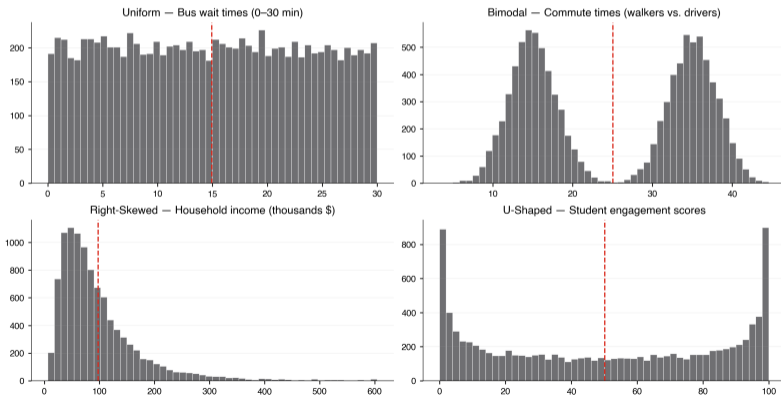 Uniform — Bus wait times (0–30 min)
200
150
100
50
0
0 5 10 15 20 25 30
Bimodal — Commute times (walkers vs. drivers)
500
400
300
200
100
0
10 20 30 40
Right-Skewed — Household income (thousands $)
1000
800
600
400
200
0
0 100 200 300 400 500 600
U-Shaped — Student engagement scores
800
600
400
200
0
0 20 40 60 80 100